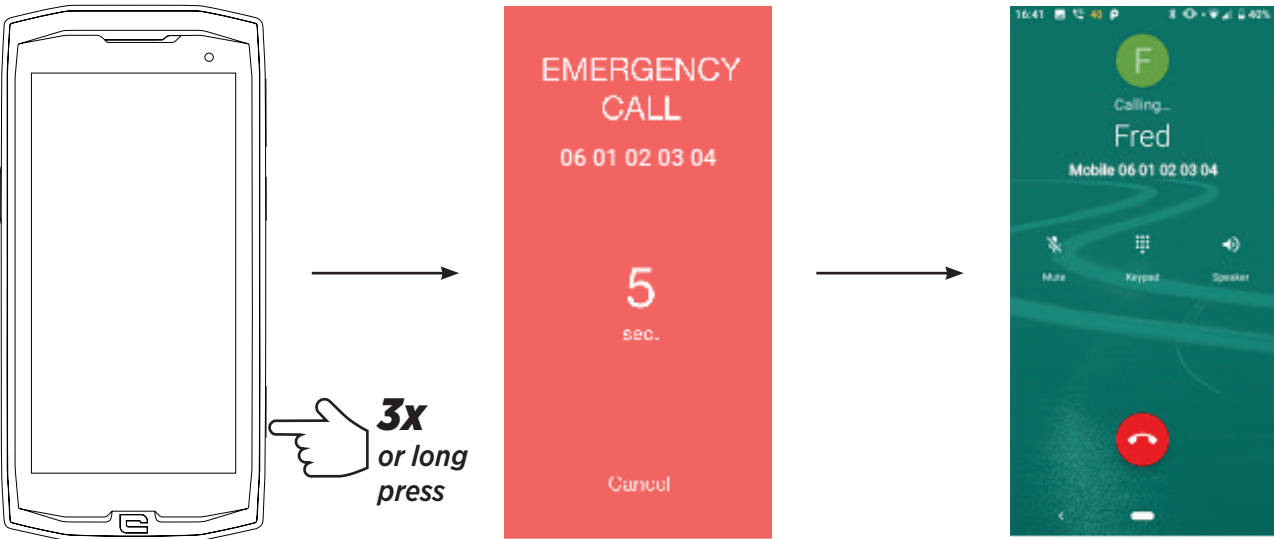 3x
or long
press
EMERGENCY
CALL
06 01 02 03 04
5
sec.
Cancel
16:41 40 P 40%
F
Calling...
Fred
Mobile 06 01 02 03 04
Mute Keypad Speaker